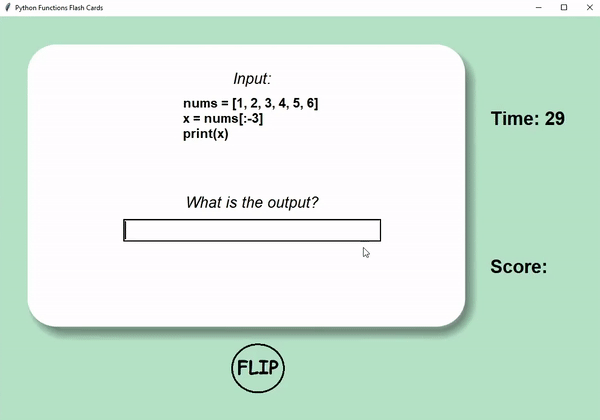 Python Functions Flash Cards
Input:
nums = [1, 2, 3, 4, 5, 6]
x = nums[:-3]
print(x)
Time: 29
What is the output?
Score:
FLIP